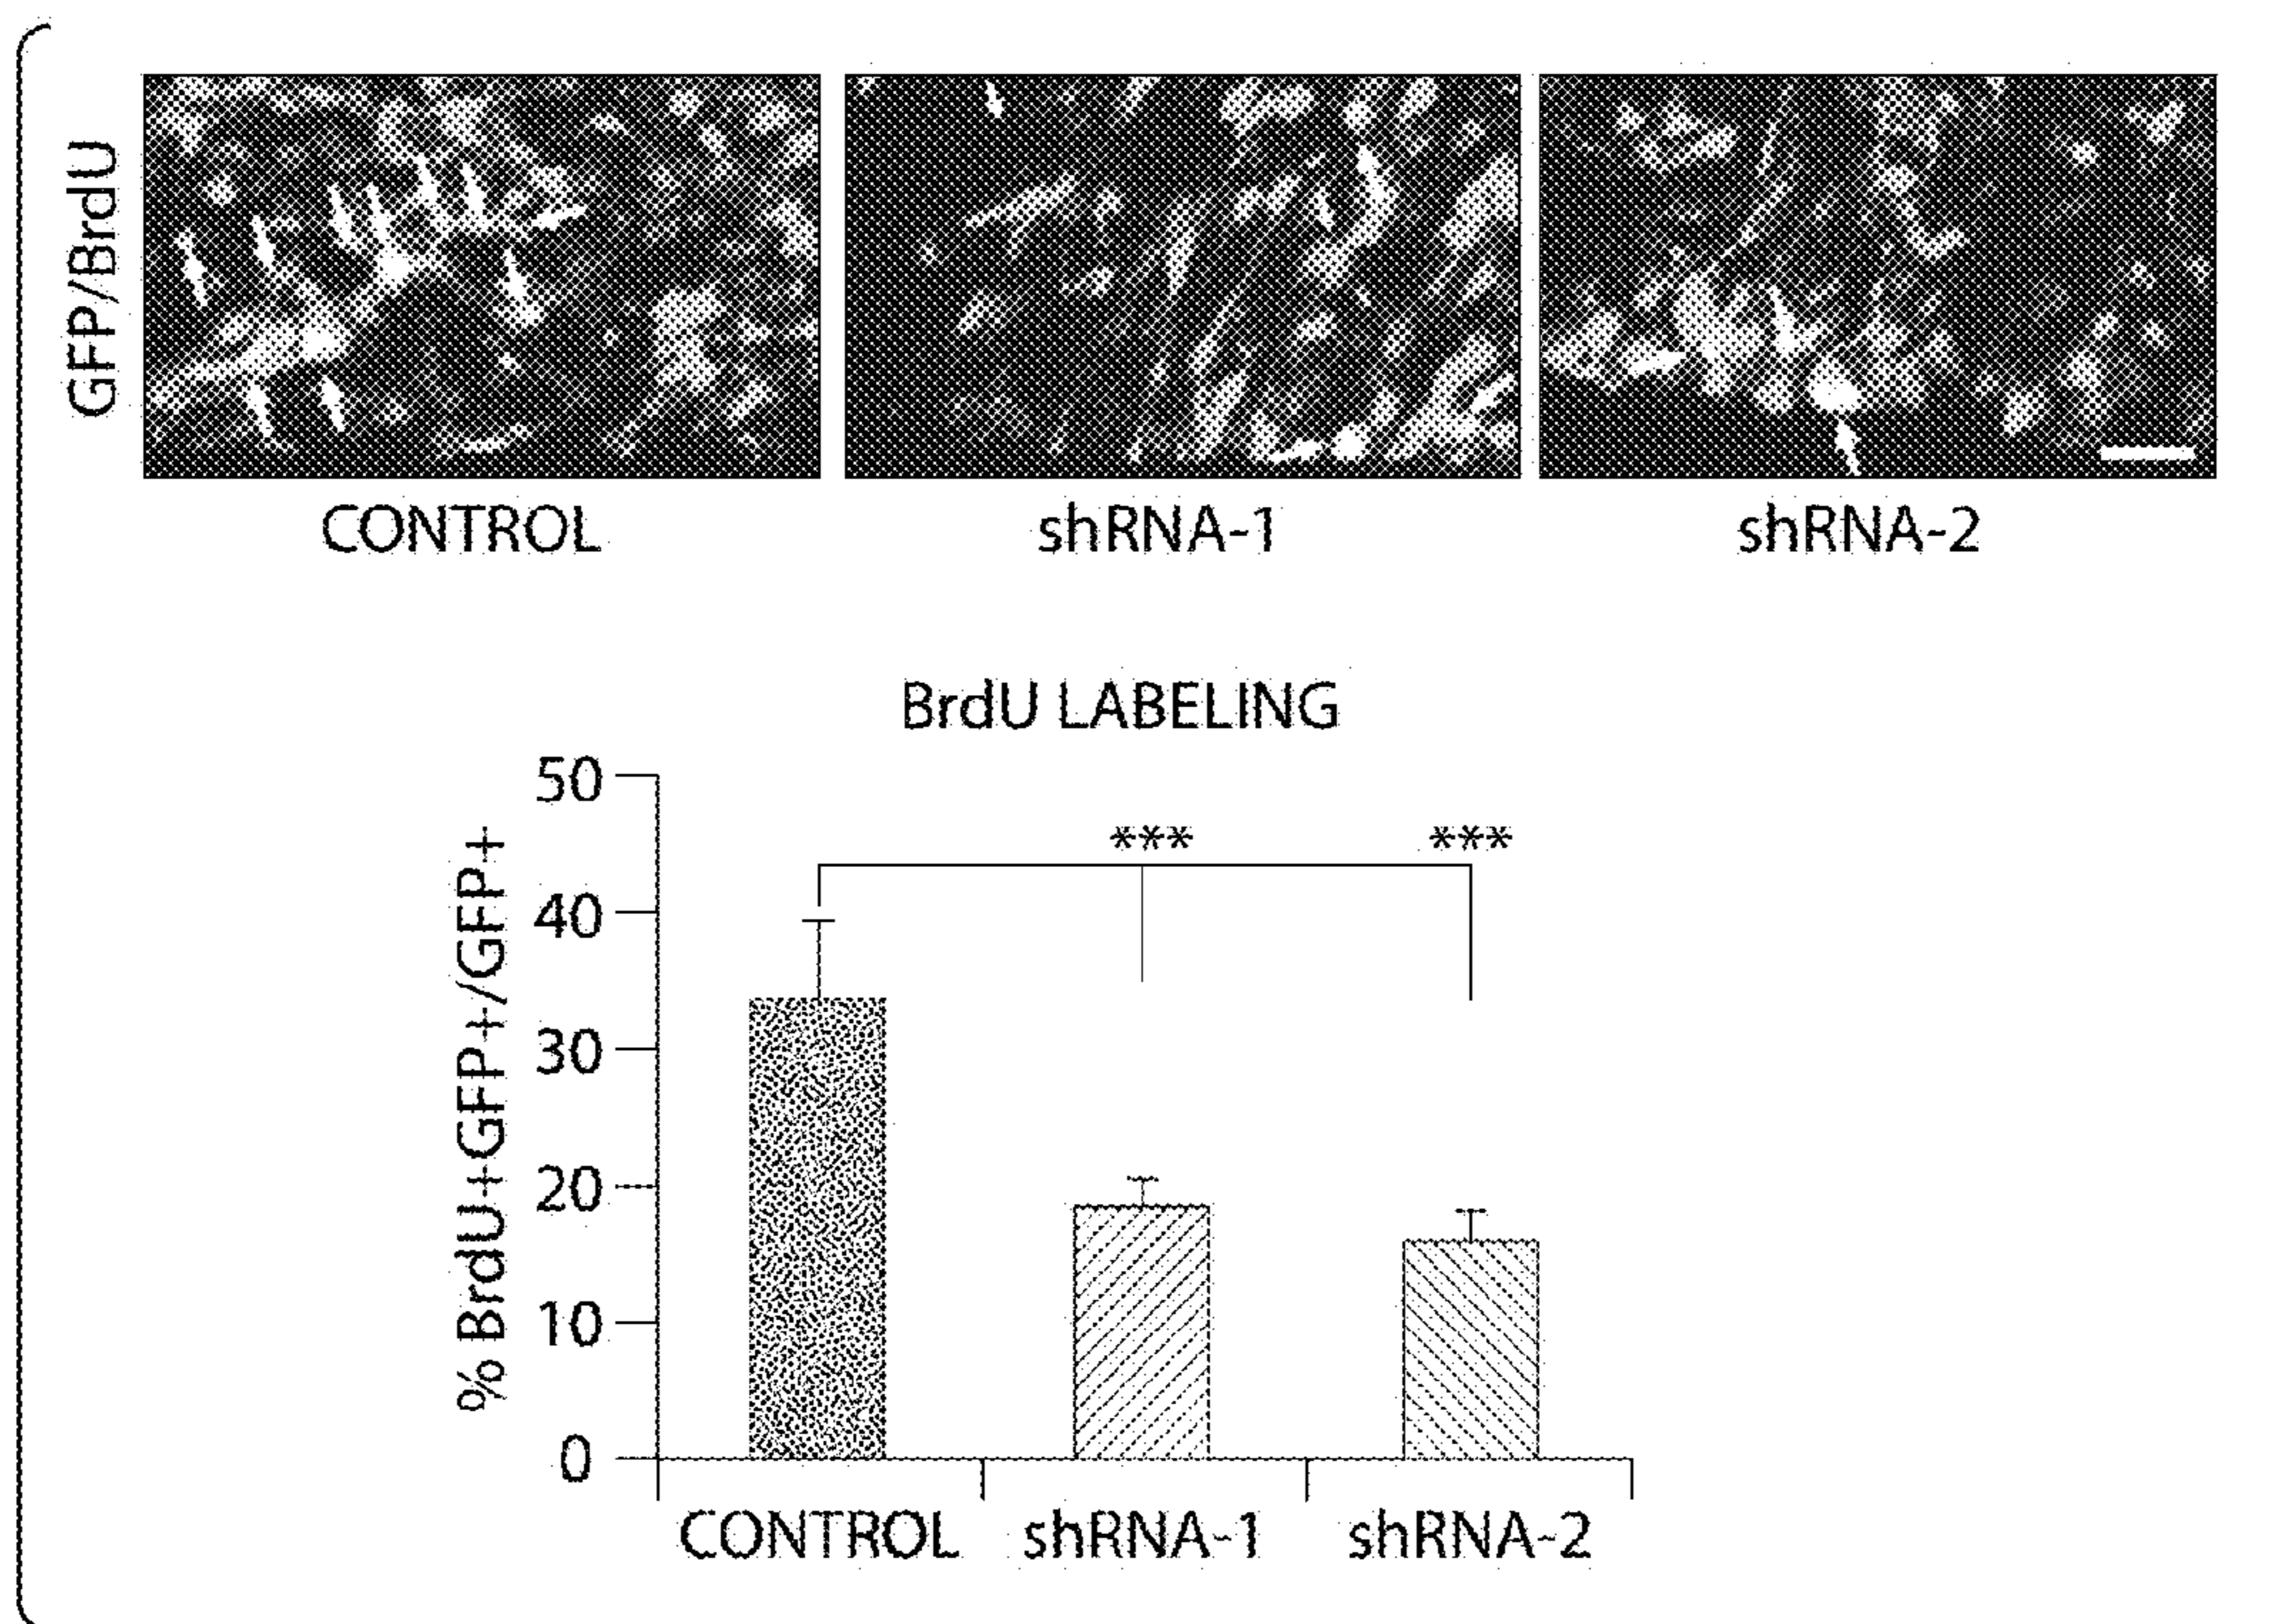 GFP/BrdU
CONTROL
shRNA-1
shRNA-2
BrdU LABELING
% BrdU+GFP+/GFP+
50
40
30
20
10
0
***
***
CONTROL
shRNA-1
shRNA-2